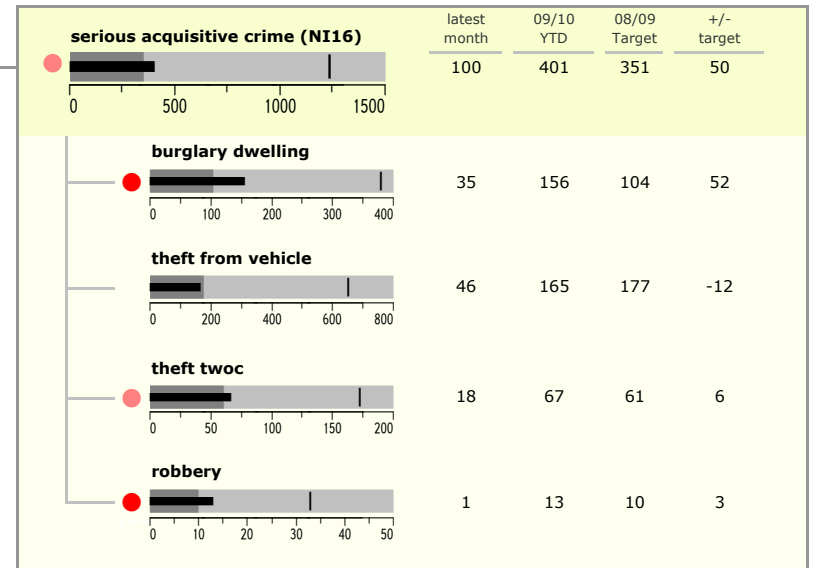 latest 09/10 08/09 +/-
serious acquisitive crime (NI16) month YTD Target target
100 401 351 50
0 500 1000 1500
burglary dwelling
35 156 104 52
0 100 200 300 400
theft from vehicle
46 165 177 -12
0 200 400 600 800
theft twoc
18 67 61 6
0 50 100 150 200
robbery
1 13 10 3
0 10 20 30 40 50